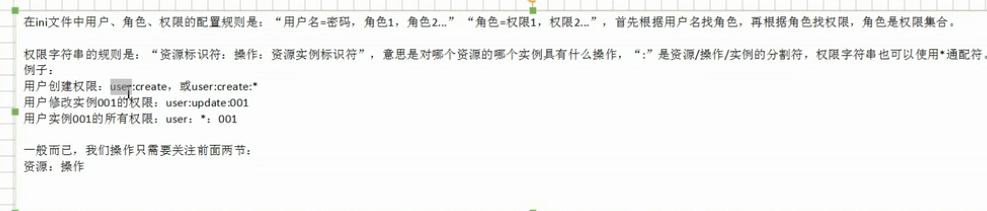 在ini文件中用户、角色、权限的配置规则是：“用户名=密码，角色1，角色2...” “角色=权限1，权限2...”，首先根据用户名找角色，再根据角色找权限，角色是权限集合。
权限字符串的规则是：“资源标识符：操作：资源实例标识符”，意思是对哪个资源的哪个实例具有什么操作，“:”是资源/操作/实例的分割符，权限字符串也可以使用*通配符。
例子：
用户创建权限：user:create，或user:create:*
用户修改实例001的权限：user:update:001
用户实例001的所有权限：user：*：001
一般而已，我们操作只需要关注前面两节：
资源：操作